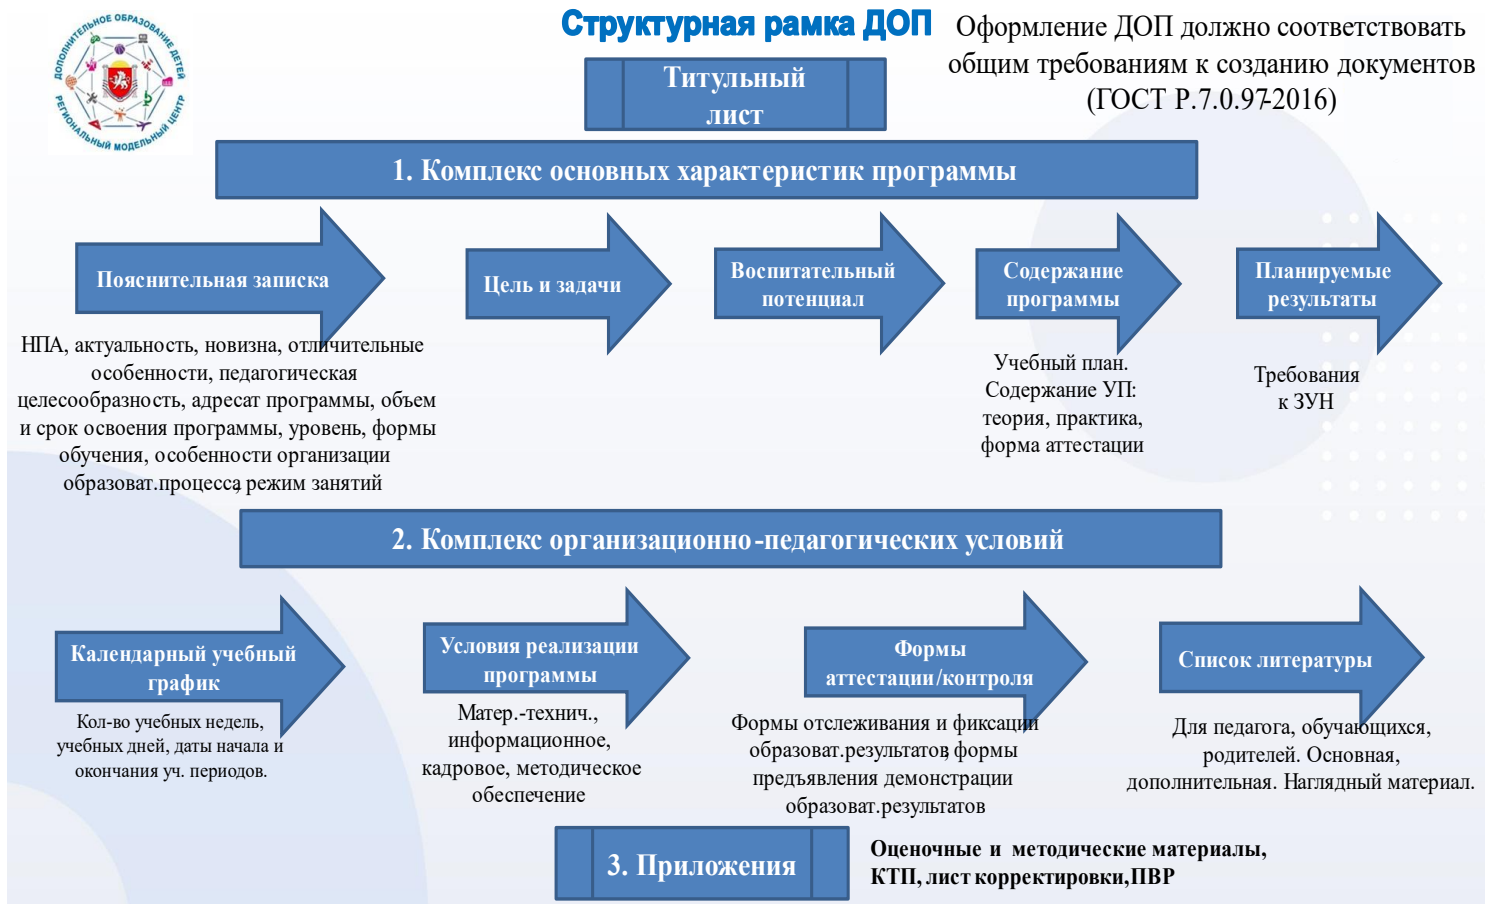 ДОПОЛНИТЕЛЬНОЕ ОБРАЗОВАНИЕ ДЕТЕЙ
РЕГИОНАЛЬНЫЙ МОДЕЛЬНЫЙ ЦЕНТР
Структурная рамка ДОП
Оформление ДОП должно соответствовать
общим требованиям к созданию документов
(ГОСТ Р.7.0.97-2016)
Титульный
лист
1. Комплекс основных характеристик программы
Пояснительная записка
НПА, актуальность, новизна, отличительные
особенности, педагогическая
целесообразность, адресат программы, объем
и срок освоения программы, уровень, формы
обучения, особенности организации
образоват.процесса, режим занятий
Цель и задачи
Воспитательный
потенциал
Содержание
программы
Учебный план.
Содержание УП:
теория, практика,
форма аттестации
Планируемые
результаты
Требования
к ЗУН
2. Комплекс организационно-педагогических условий
Календарный учебный
график
Кол-во учебных недель,
учебных дней, даты начала и
окончания уч. периодов.
Условия реализации
программы
Матер.-технич.,
информационное,
кадровое, методическое
обеспечение
Формы
аттестации/контроля
Формы отслеживания и фиксации
образоват.результатов, формы
предъявления демонстрации
образоват.результатов
Список литературы
Для педагога, обучающихся,
родителей. Основная,
дополнительная. Наглядный материал.
3. Приложения
Оценочные и методические материалы,
КТП, лист корректировки,ПВР